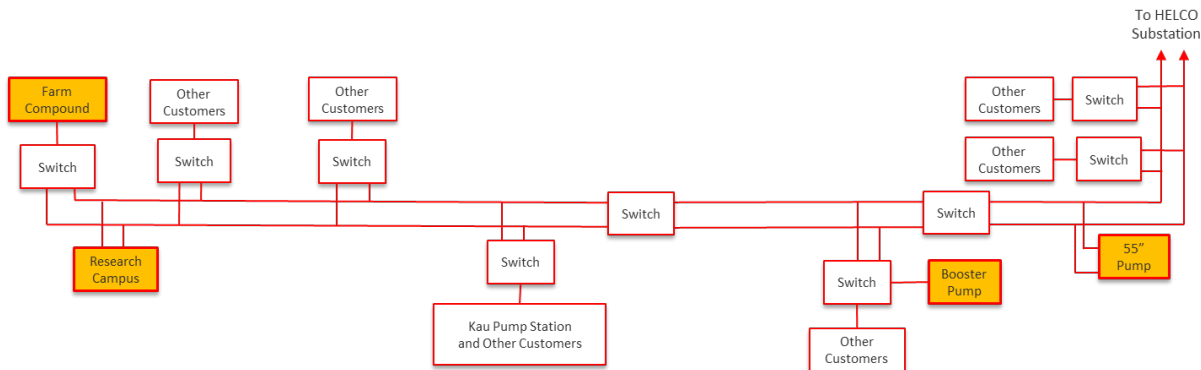 To HELCO
Substation
Farm
Compound
Other
Customers
Other
Customers
Other
Customers
Switch
Switch
Switch
Switch
Other
Customers
Switch
Switch
Switch
Research
Campus
Switch
55” Pump
Switch
Booster
Pump
Kau Pump Station
and Other Customers
Other
Customers